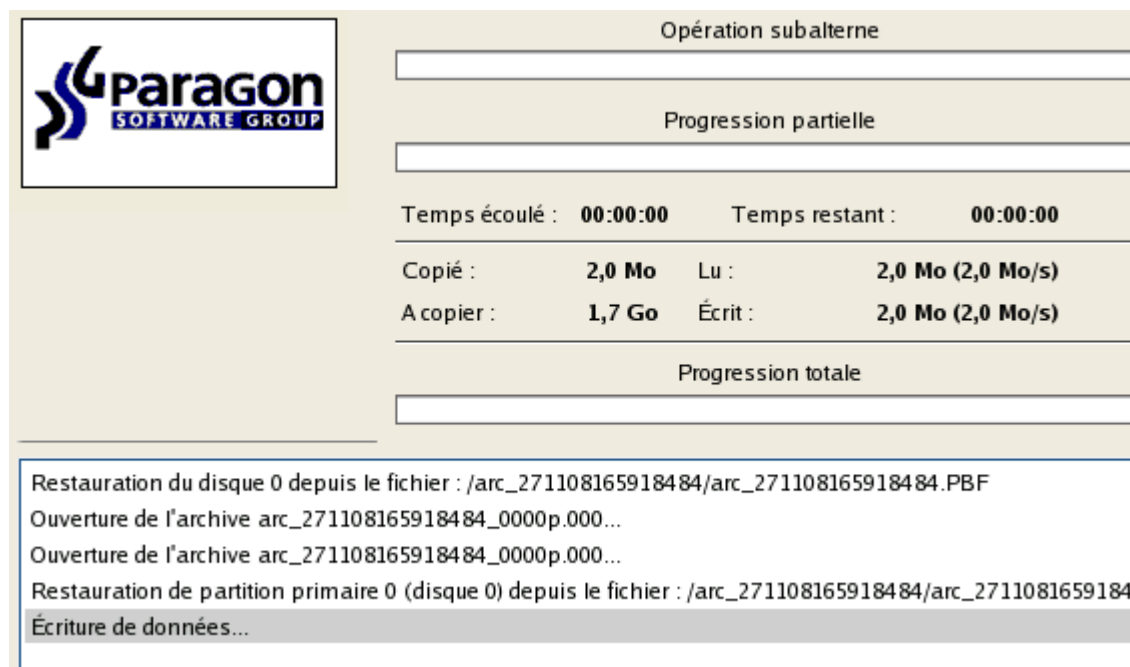 Paragon
SOFTWARE GROUP
Opération subalterne
Progression partielle
Temps écoulé : 00:00:00 Temps restant : 00:00:00
Copié : 2,0 Mo Lu : 2,0 Mo (2,0 Mo/s)
A copier : 1,7 Go Écrit : 2,0 Mo (2,0 Mo/s)
Progression totale
Restauration du disque 0 depuis le fichier : /arc_271108165918484/arc_271108165918484.PBF
Ouverture de l'archive arc_271108165918484_0000p.000...
Ouverture de l'archive arc_271108165918484_0000p.000...
Restauration de partition primaire 0 (disque 0) depuis le fichier : /arc_271108165918484/arc_2711081659184
Écriture de données...